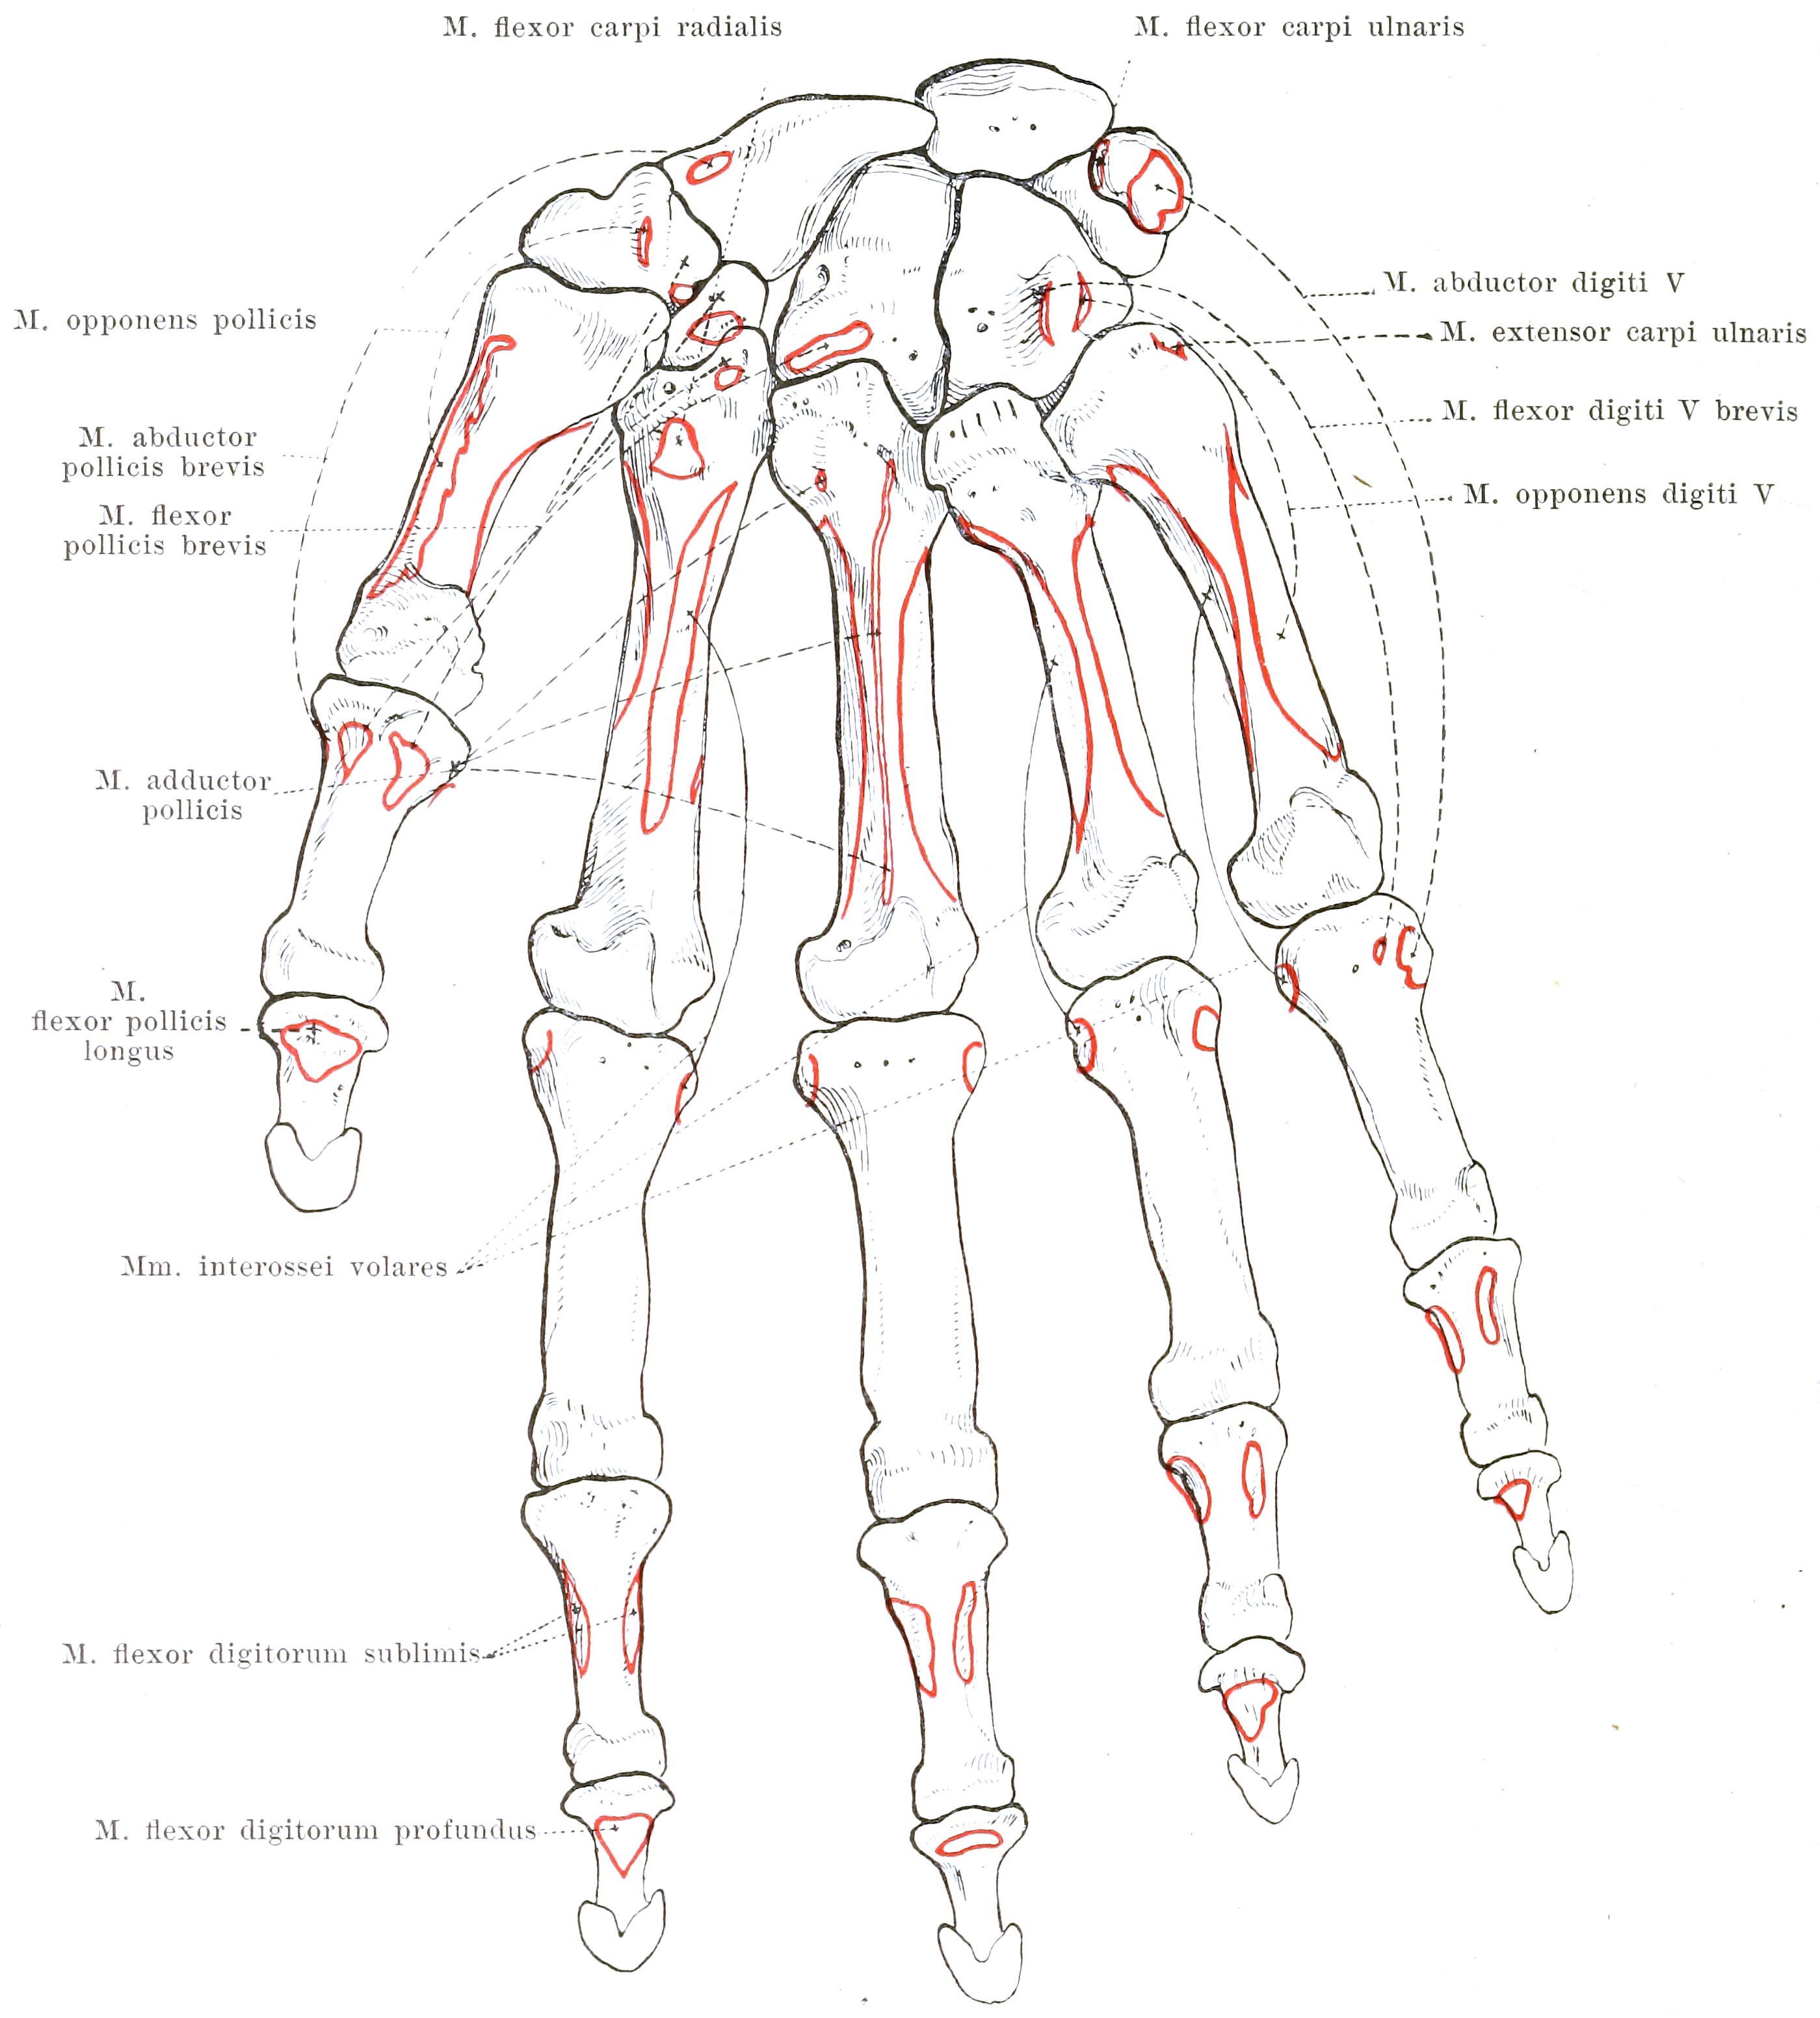 M. flexor carpi radialis
M. flexor carpi ulnaris
M. opponens pollicis
M. abductor
pollicis brevis
M. flexor
pollicis brevis
M. adductor
pollicis
M.
flexor pollicis
longus
Mm. interossei volares
M. flexor digitorum sublimis
M. flexor digitorum profundus
M. abductor digiti V
M. extensor carpi ulnaris
M. flexor digiti V brevis
M. opponens digiti V